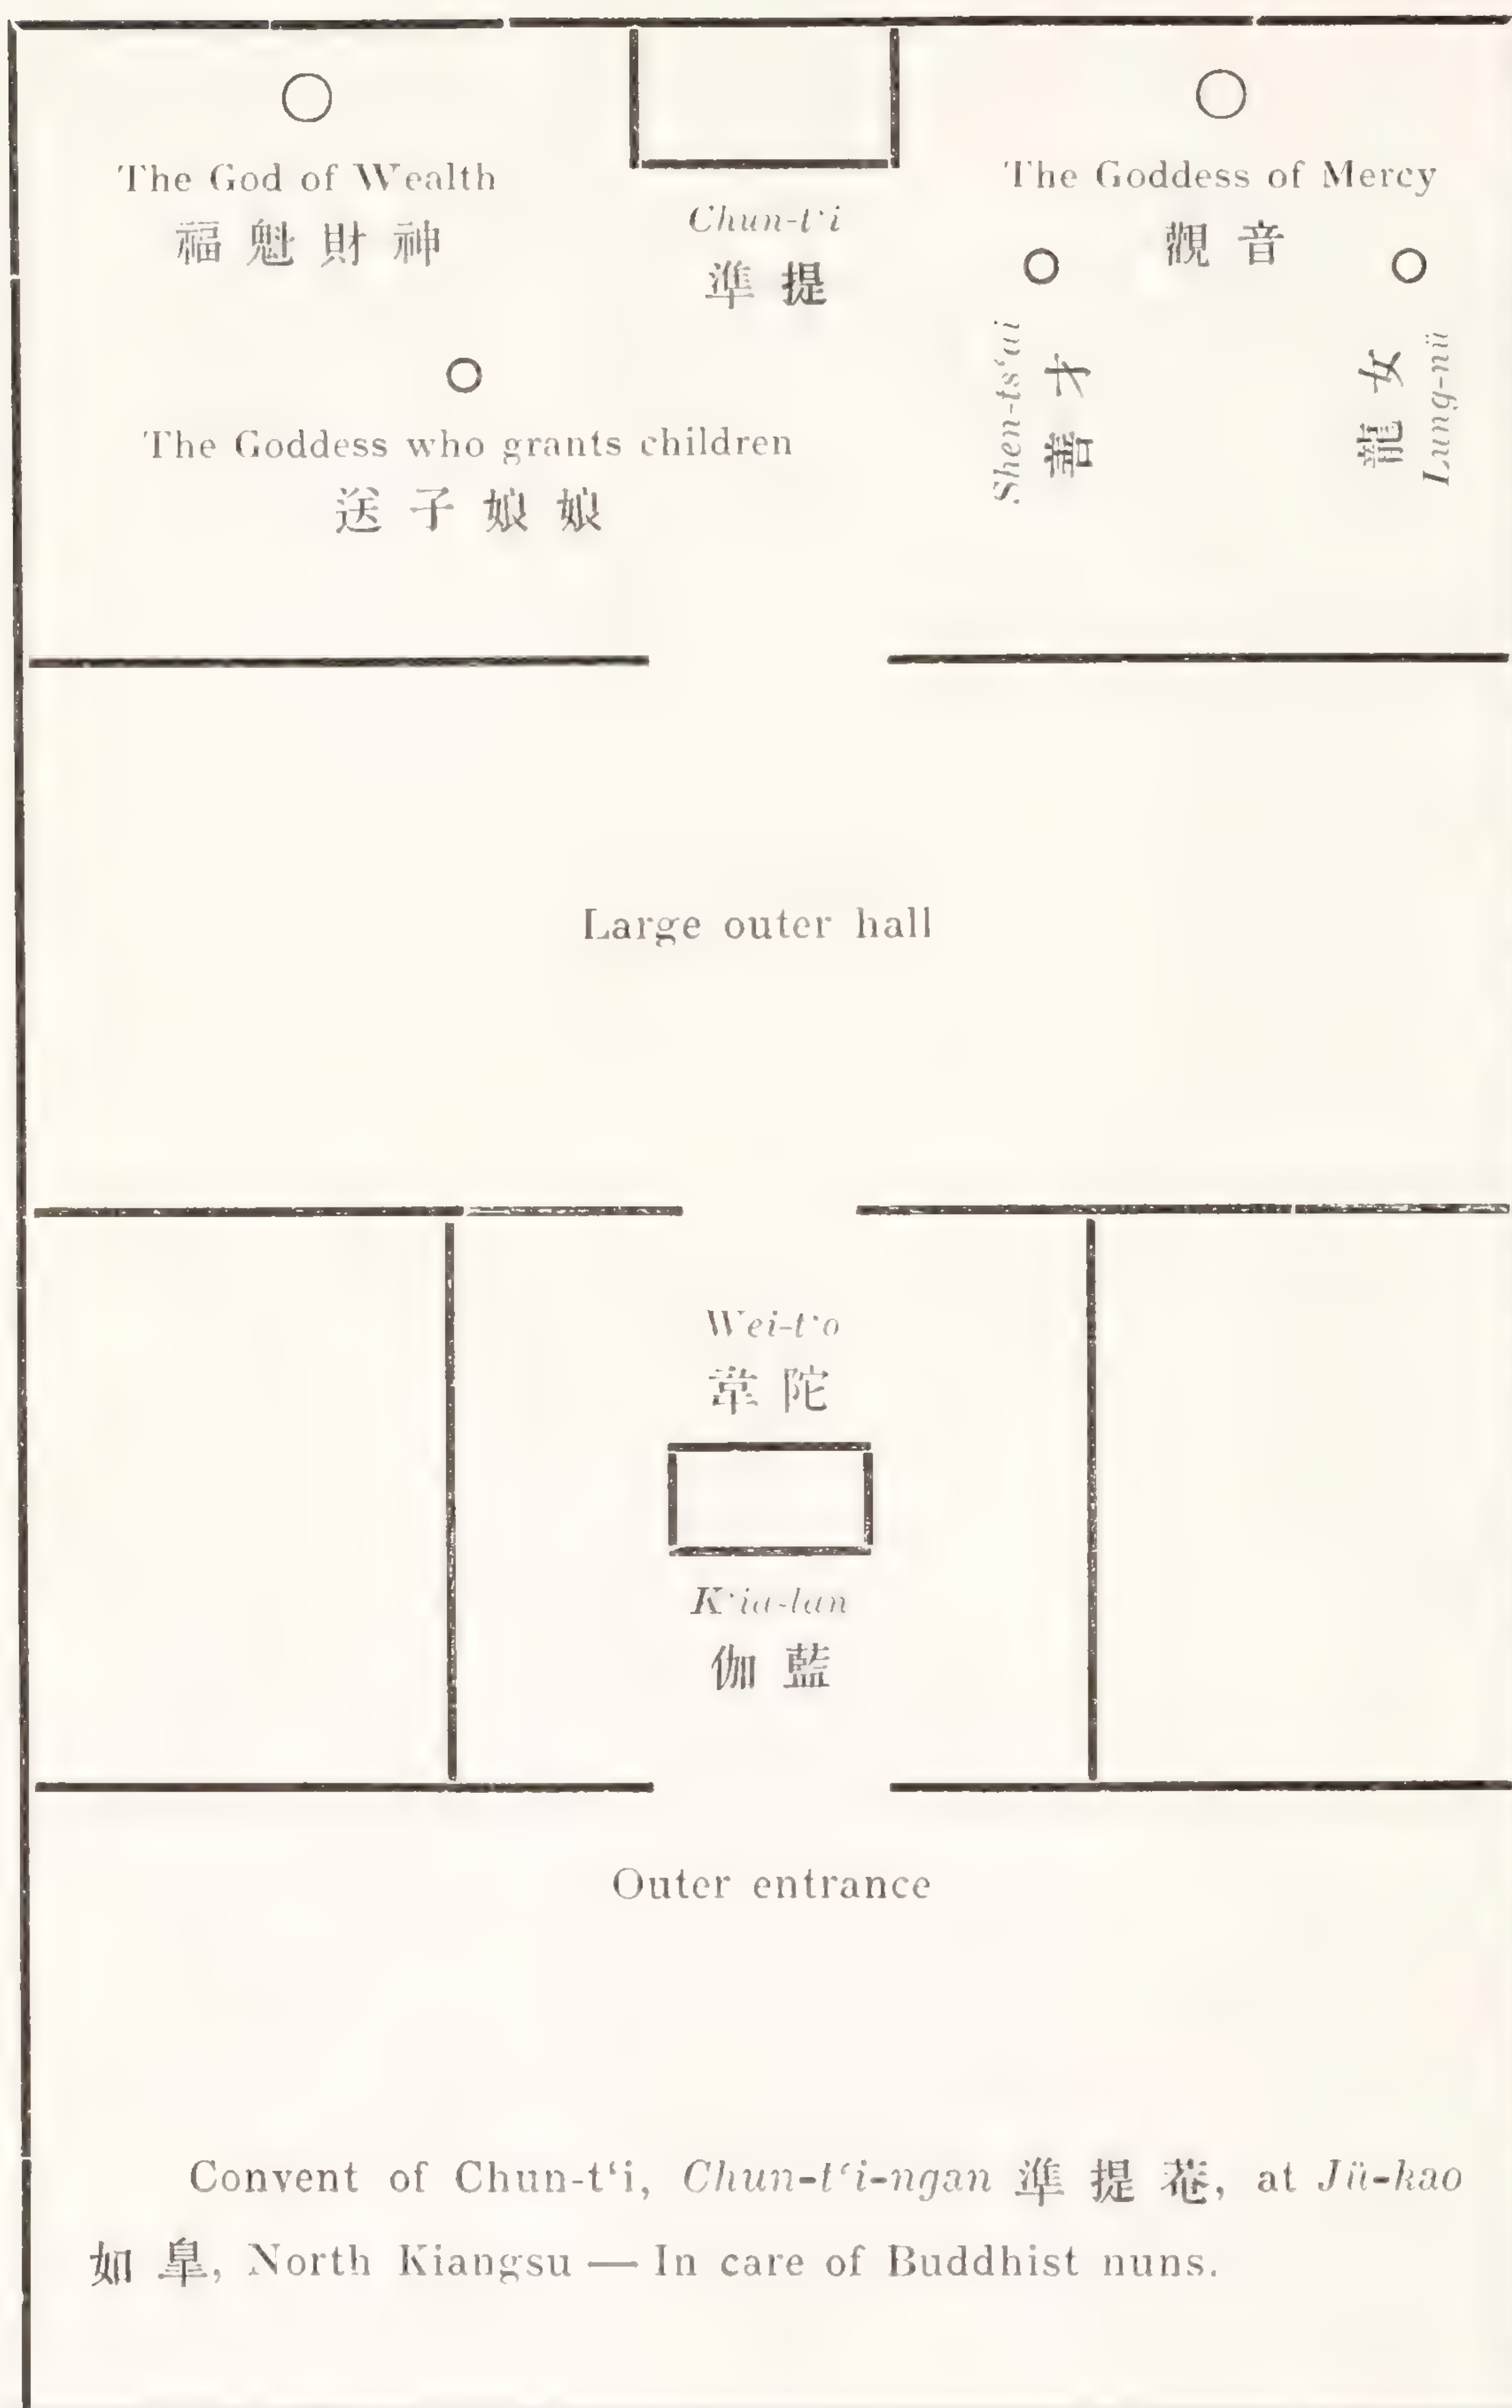 The God of Wealth
福魁財神
Chun-t‘i
準提
The Goddess of Mercy
觀音
Shen-ts‘ai
善才
龍女
Lung-nü
The Goddess who grants children
送子娘娘
Large outer hall
Wei-t‘o
韋陀
K‘ia-lan
伽藍
Outer entrance
Convent of Chun-t‘i, Chun-t‘i-ngan 準提菴, at Jü-kao
如臯, North Kiangsu — In care of Buddhist nuns.